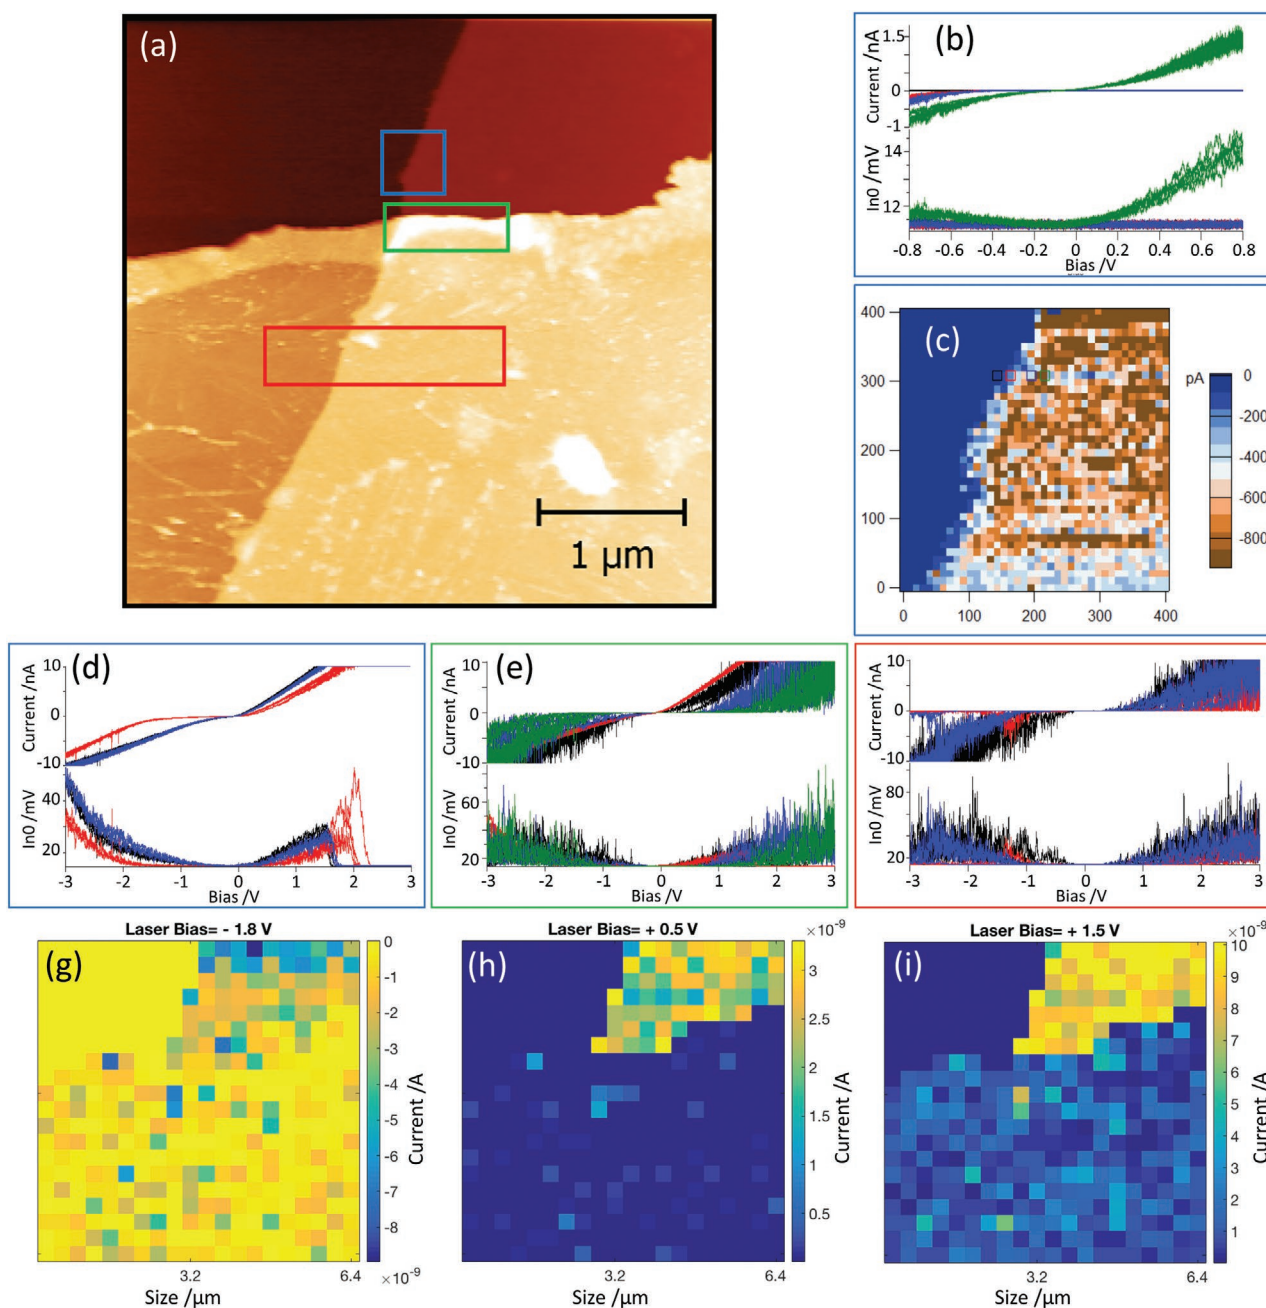 (a)
1 µm
(b)
Current /nA
1.5
0
-1
In0 /mV
14
12
-0.8 -0.6 -0.4 -0.2 0 0.2 0.4 0.6 0.8
Bias /V
(c)
400
300
200
100
0
0 100 200 300 400
pA
0
-200
-400
-600
-800
(d)
Current /nA
10
0
-10
In0 /mV
40
20
-3 -2 -1 0 1 2 3
Bias /V
(e)
Current /nA
10
0
-10
In0 /mV
60
20
-3 -2 -1 0 1 2 3
Bias /V
Current /nA
10
0
-10
In0 /mV
80
20
-3 -2 -1 0 1 2 3
Bias /V
Laser Bias= - 1.8 V
(g)
0
-1
-2
-3
-4
-5
-6
-7
-8
×10⁻⁹
Current /A
3.2 6.4
Size /µm
Laser Bias= + 0.5 V
(h)
×10⁻⁹
3
2.5
2
1.5
1
0.5
Current /A
3.2 6.4
Size /µm
Laser Bias= + 1.5 V
(i)
×10⁻⁹
10
9
8
7
6
5
4
3
2
1
Current /A
3.2 6.4
Size /µm